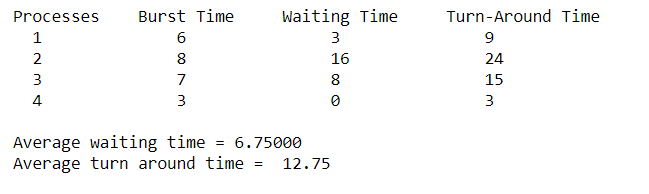 Processes Burst Time Waiting Time Turn-Around Time
1 6 3 9
2 8 16 24
3 7 8 15
4 3 0 3
Average waiting time = 6.75000
Average turn around time = 12.75